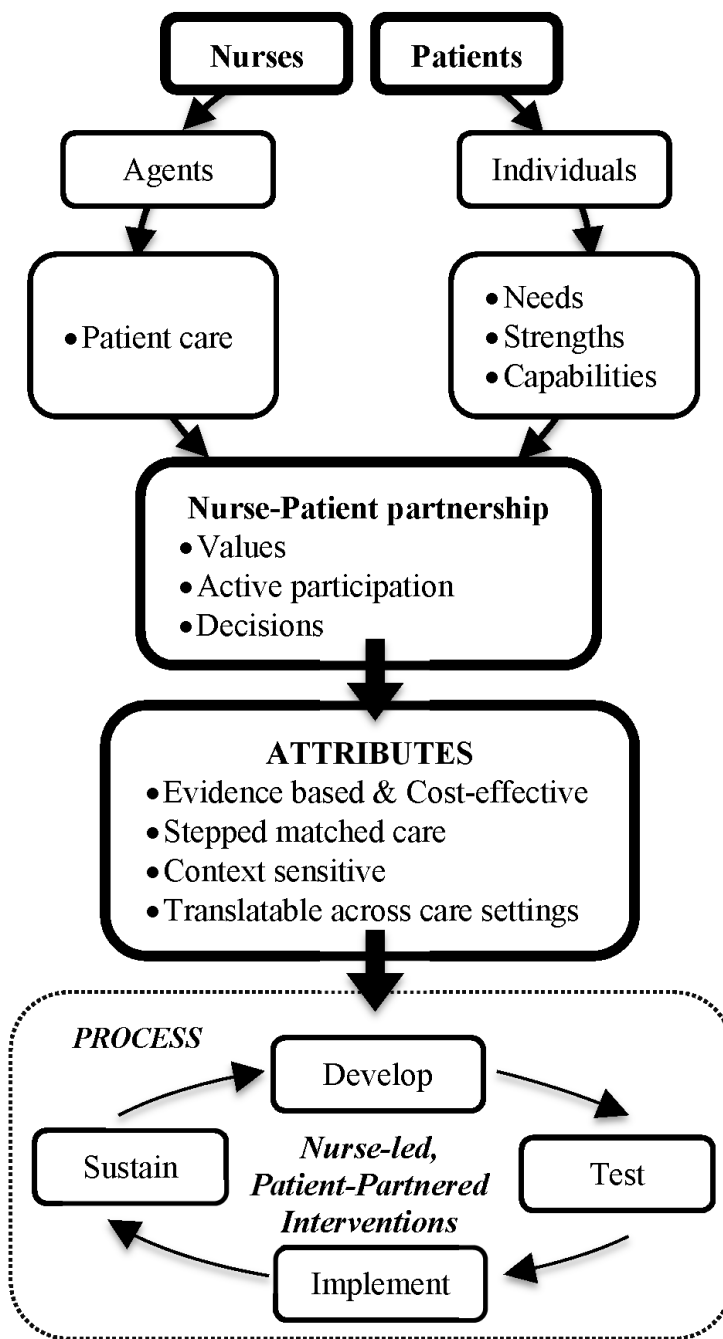 Nurses
Patients
Agents
Individuals
• Patient care
• Needs
• Strengths
• Capabilities
Nurse-Patient partnership
• Values
• Active participation
• Decisions
ATTRIBUTES
• Evidence based & Cost-effective
• Stepped matched care
• Context sensitive
• Translatable across care settings
PROCESS
Develop
Sustain
Nurse-led,
Patient-Partnered
Interventions
Test
Implement